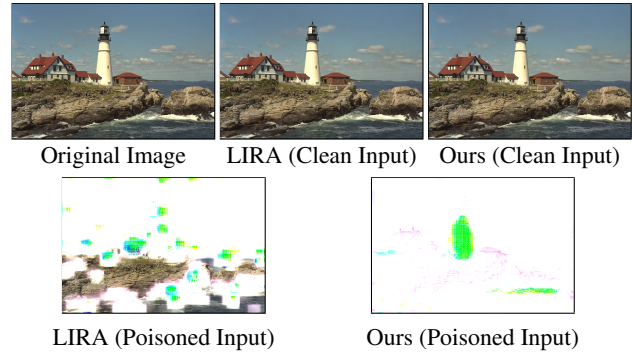 Original Image LIRA (Clean Input) Ours (Clean Input)
LIRA (Poisoned Input) Ours (Poisoned Input)